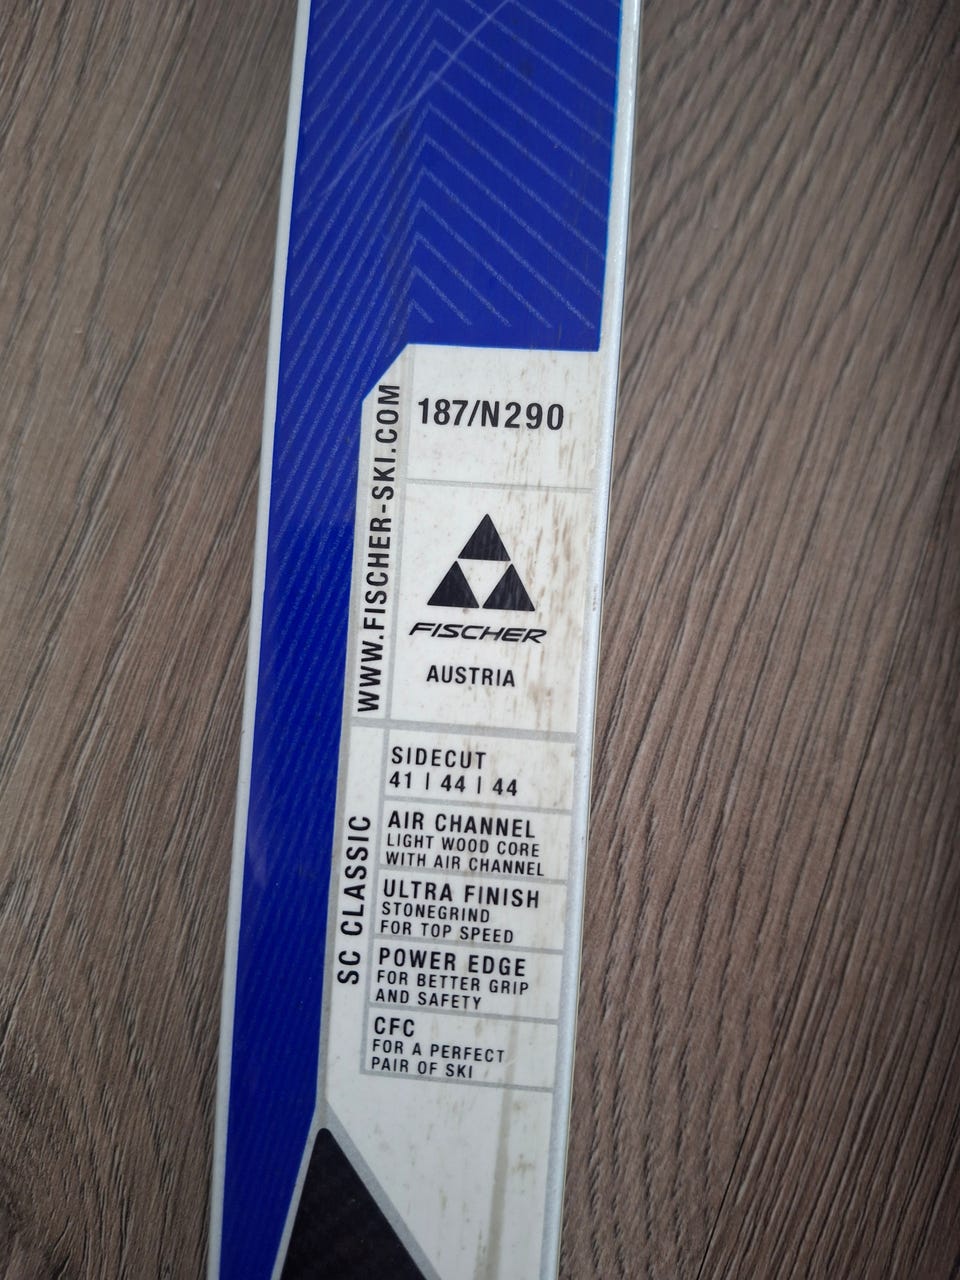 187/N290
WWW.FISCHER-SKI.COM
FISCHER
AUSTRIA
SC CLASSIC
SIDECUT
41 | 44 | 44
AIR CHANNEL
LIGHT WOOD CORE
WITH AIR CHANNEL
ULTRA FINISH
STONEGRIND
FOR TOP SPEED
POWER EDGE
FOR BETTER GRIP
AND SAFETY
CFC
FOR A PERFECT
PAIR OF SKI